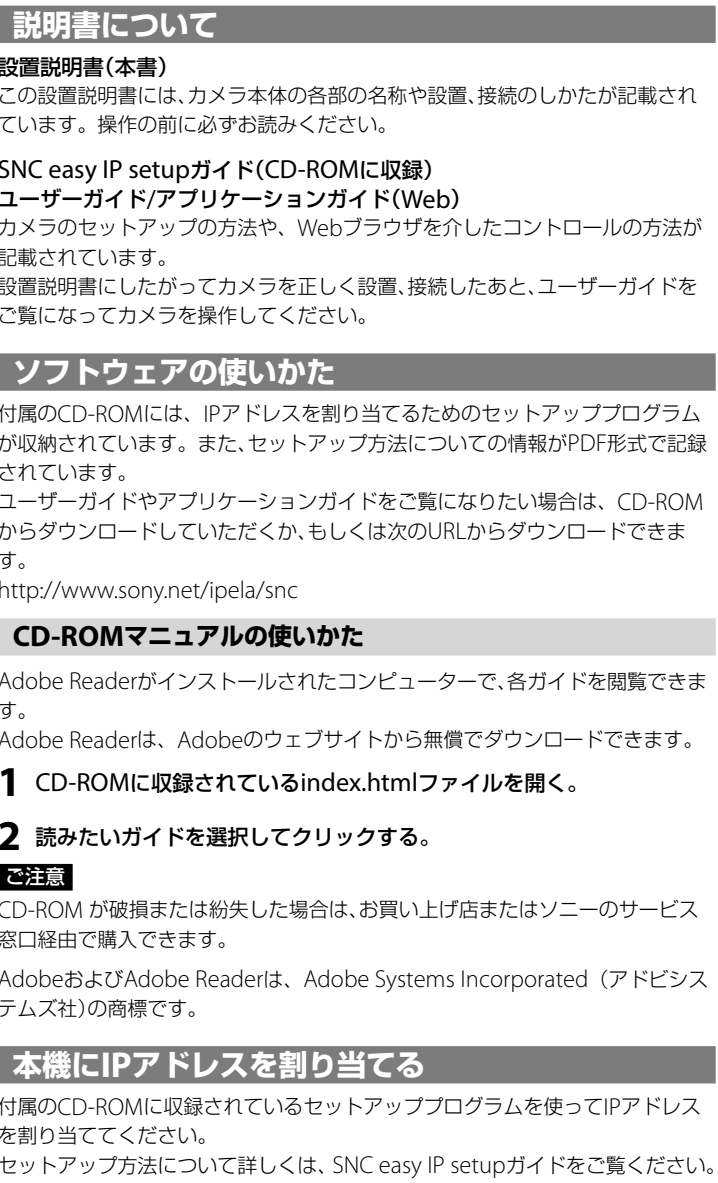 説明書について
設置説明書（本書）
この設置説明書には、カメラ本体の各部の名称や設置、接続のしかたが記載され
ています。操作の前に必ずお読みください。
SNC easy IP setupガイド（CD-ROMに収録）
ユーザーガイド/アプリケーションガイド（Web）
カメラのセットアップの方法や、Webブラウザを介したコントロールの方法が
記載されています。
設置説明書にしたがってカメラを正しく設置、接続したあと、ユーザーガイドを
ご覧になってカメラを操作してください。
ソフトウェアの使いかた
付属のCD-ROMには、IPアドレスを割り当てるためのセットアッププログラム
が収納されています。また、セットアップ方法についての情報がPDF形式で記録
されています。
ユーザーガイドやアプリケーションガイドをご覧になりたい場合は、CD-ROM
からダウンロードしていただくか、もしくは次のURLからダウンロードできま
す。
http://www.sony.net/ipela/snc
CD-ROMマニュアルの使いかた
Adobe Readerがインストールされたコンピューターで、各ガイドを閲覧できま
す。
Adobe Readerは、Adobeのウェブサイトから無償でダウンロードできます。
1 CD-ROMに収録されているindex.htmlファイルを開く。
2 読みたいガイドを選択してクリックする。
ご注意
CD-ROM が破損または紛失した場合は、お買い上げ店またはソニーのサービス
窓口経由で購入できます。
AdobeおよびAdobe Readerは、Adobe Systems Incorporated（アドビシス
テムズ社）の商標です。
本機にIPアドレスを割り当てる
付属のCD-ROMに収録されているセットアッププログラムを使ってIPアドレス
を割り当ててください。
セットアップ方法について詳しくは、SNC easy IP setupガイドをご覧ください。